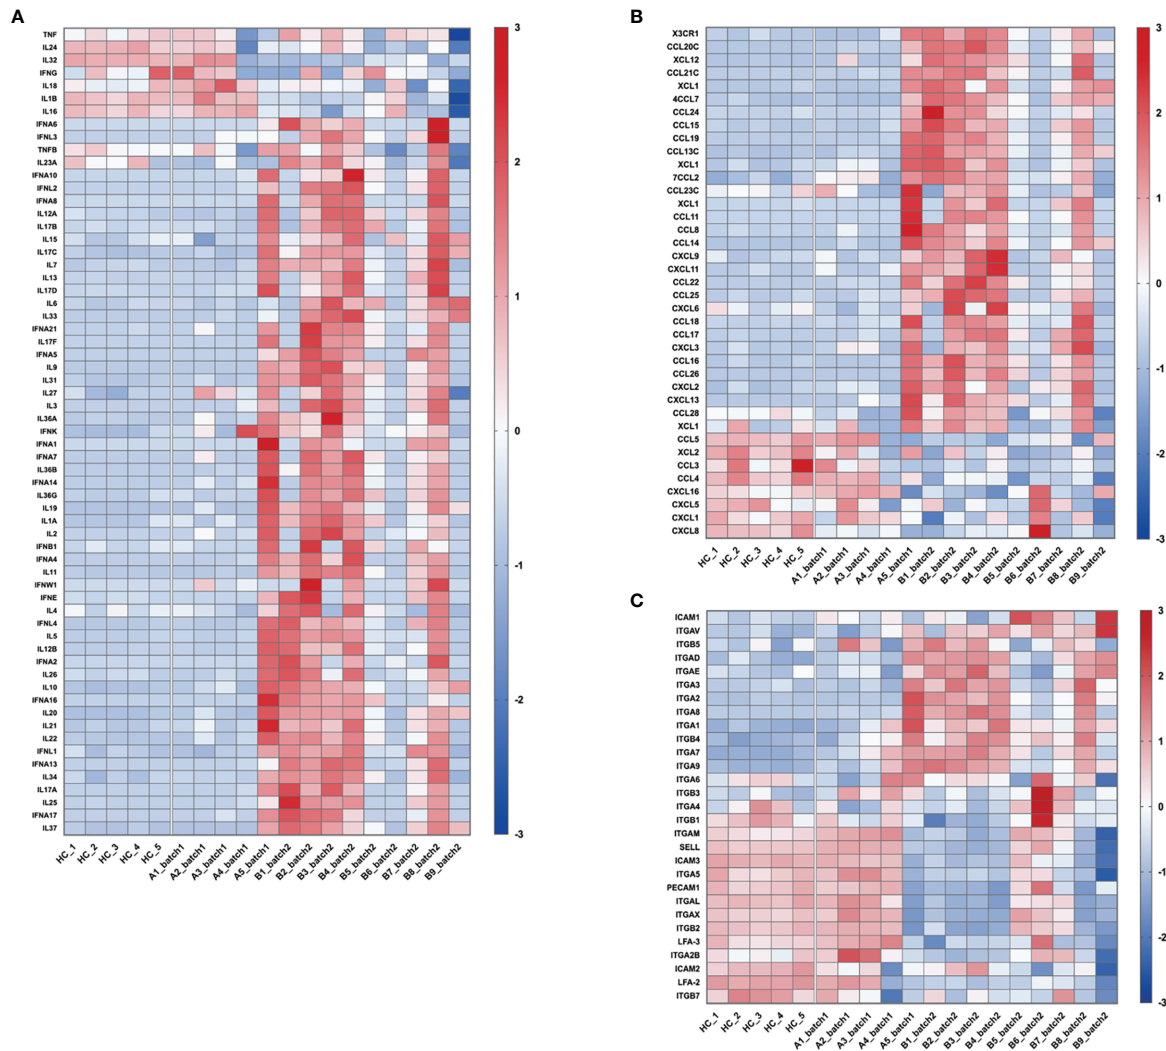 A
TNF
IL24
IL32
IFNG
IL18
IL1B
IL16
IFNA6
IFNL3
TNFB
IL23A
IFNA10
IFNL2
IFNA8
IL12A
IL17B
IL15
IL17C
IL7
IL13
IL17D
IL6
IL33
IFNA21
IL17F
IFNA5
IL9
IL31
IL27
IL3
IL36A
IFNK
IFNA1
IFNA7
IL36B
IFNA14
IL36G
IL19
IL1A
IL2
IFNB1
IFNA4
IL11
IFNW1
IFNE
IL4
IFNL4
IL5
IL12B
IFNA2
IL26
IL10
IFNA16
IL20
IL21
IL22
IFNL1
IFNA13
IL34
IL17A
IL25
IFNA17
IL37
HC_1
HC_2
HC_3
HC_4
HC_5
A1_batch1
A2_batch1
A3_batch1
A4_batch1
A5_batch1
B1_batch2
B2_batch2
B3_batch2
B4_batch2
B5_batch2
B6_batch2
B7_batch2
B8_batch2
B9_batch2
3
2
1
0
-1
-2
-3
B
X3CR1
CCL20C
XCL12
CCL21C
XCL1
4CCL7
CCL24
CCL15
CCL19
CCL13C
XCL1
7CCL2
CCL23C
XCL1
CCL11
CCL8
CCL14
CXCL9
CXCL11
CCL22
CCL25
CXCL6
CCL18
CCL17
CXCL3
CCL16
CCL26
CXCL2
CXCL13
CCL28
XCL1
CCL5
XCL2
CCL3
CCL4
CXCL16
CXCL5
CXCL1
CXCL8
HC_1
HC_2
HC_3
HC_4
HC_5
A1_batch1
A2_batch1
A3_batch1
A4_batch1
A5_batch1
B1_batch2
B2_batch2
B3_batch2
B4_batch2
B5_batch2
B6_batch2
B7_batch2
B8_batch2
B9_batch2
3
2
1
0
-1
-2
-3
C
ICAM1
ITGAV
ITGB5
ITGAD
ITGAE
ITGA3
ITGA2
ITGA8
ITGA1
ITGB4
ITGA7
ITGA9
ITGA6
ITGB3
ITGA4
ITGB1
ITGAM
SELL
ICAM3
ITGA5
PECAM1
ITGAL
ITGAX
ITGB2
LFA-3
ITGA2B
ICAM2
LFA-2
ITGB7
HC_1
HC_2
HC_3
HC_4
HC_5
A1_batch1
A2_batch1
A3_batch1
A4_batch1
A5_batch1
B1_batch2
B2_batch2
B3_batch2
B4_batch2
B5_batch2
B6_batch2
B7_batch2
B8_batch2
B9_batch2
3
2
1
0
-1
-2
-3